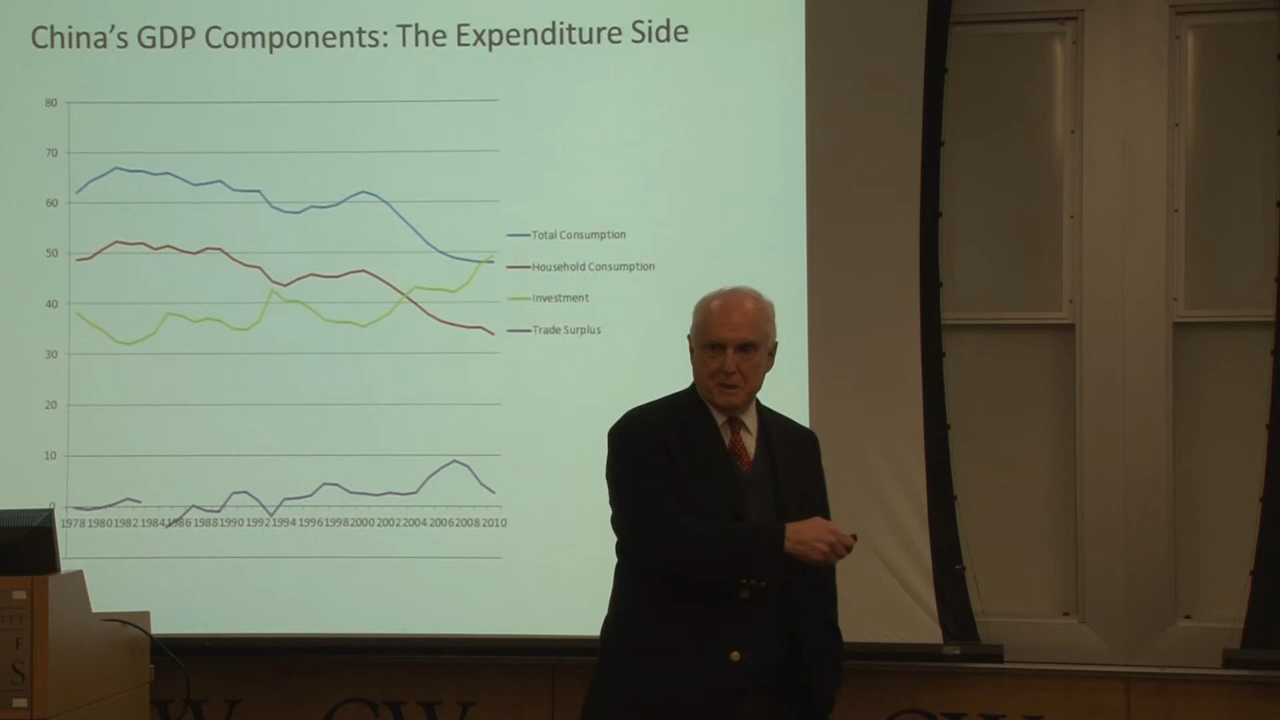 China's GDP Components: The Expenditure Side
80
70
60
50
40
30
20
10
0
Total Consumption
Household Consumption
Investment
Trade Surplus
1978 1980 1982 1984 1986 1988 1990 1992 1994 1996 1998 2000 2002 2004 2006 2008 2010
F
S
W
GW
GW